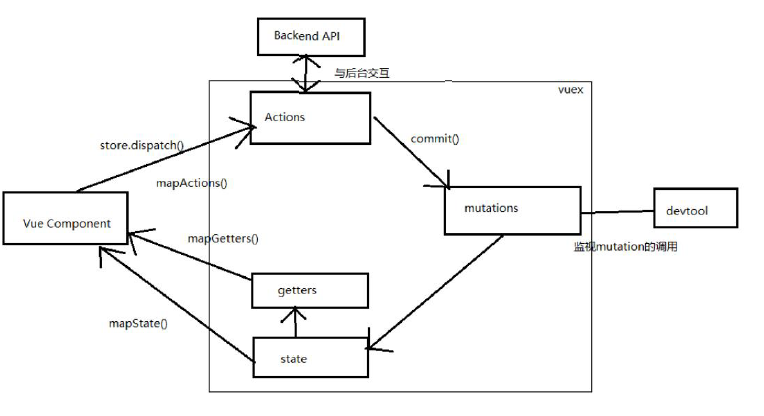 Backend API
与后台交互
vuex
Actions
store.dispatch()
commit()
mapActions()
mutations
devtool
Vue Component
mapGetters()
监视mutation的调用
getters
mapState()
state